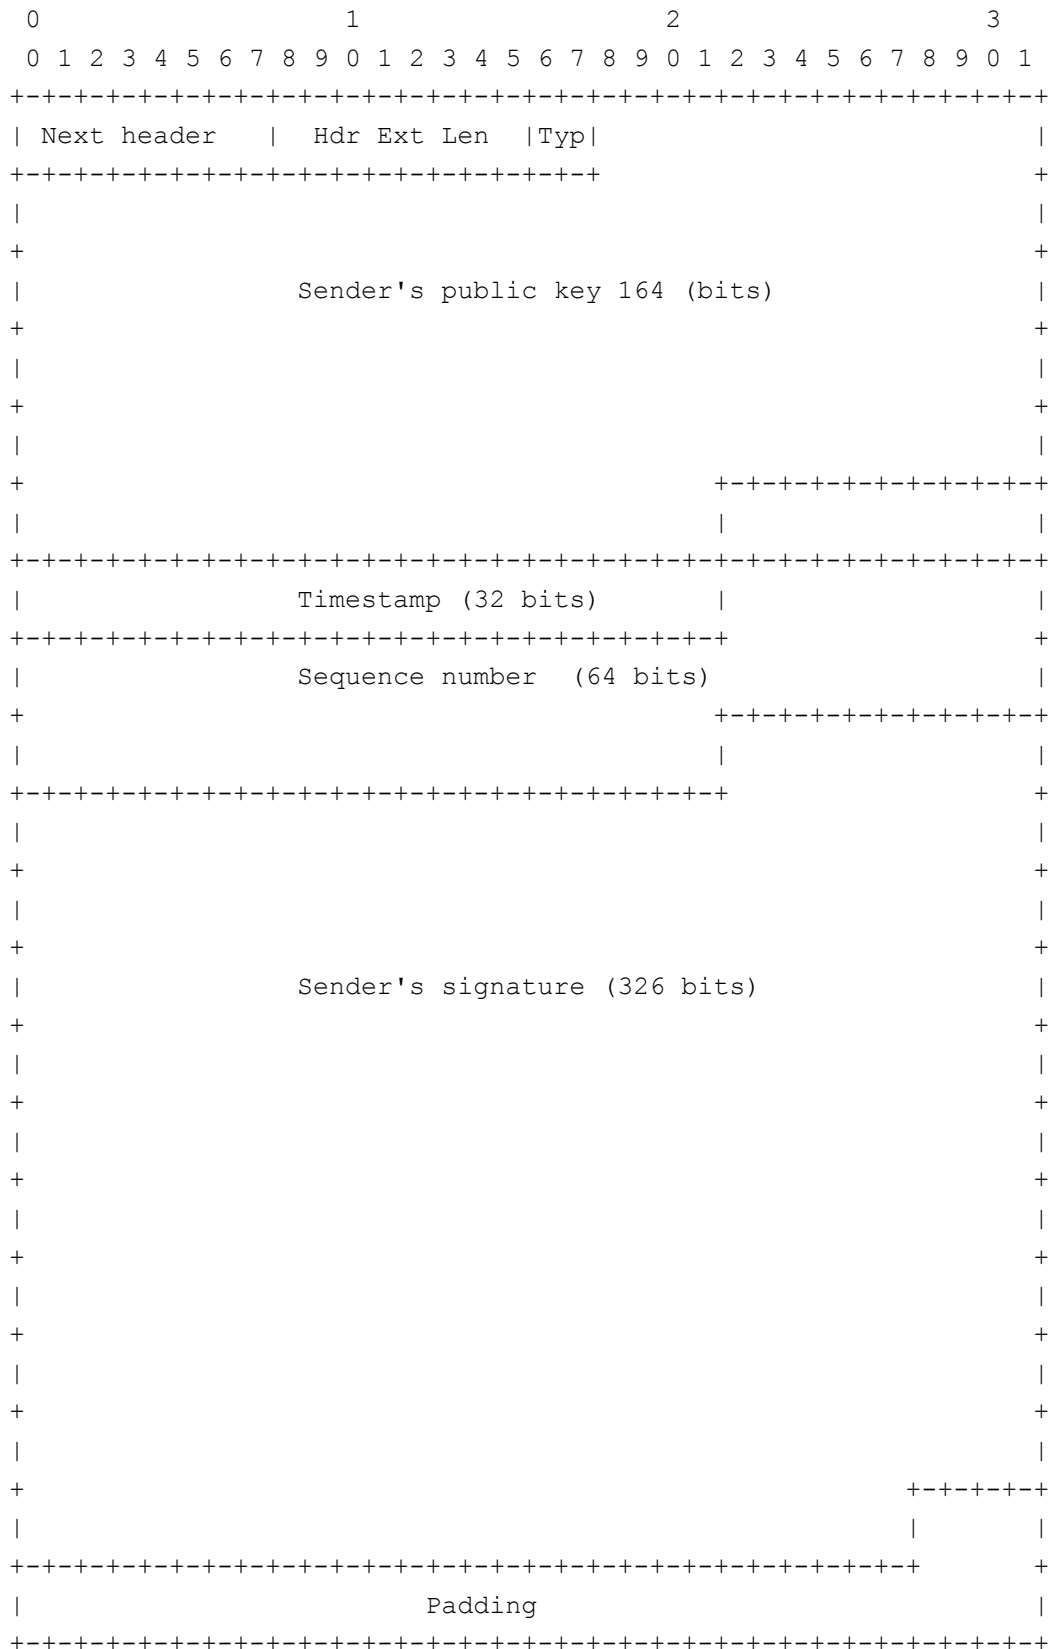 0                   1                   2                   3
 0 1 2 3 4 5 6 7 8 9 0 1 2 3 4 5 6 7 8 9 0 1 2 3 4 5 6 7 8 9 0 1
+-+-+-+-+-+-+-+-+-+-+-+-+-+-+-+-+-+-+-+-+-+-+-+-+-+-+-+-+-+-+-+-+
| Next header   |  Hdr Ext Len  |Typ|                           |
+-+-+-+-+-+-+-+-+-+-+-+-+-+-+-+-+-+-+                           +
|                                                               |
+                                                               +
|                 Sender's public key 164 (bits)                |
+                                                               +
|                                                               |
+                                                               +
|                                                               |
+                                           +-+-+-+-+-+-+-+-+-+-+
|                                           |                   |
+-+-+-+-+-+-+-+-+-+-+-+-+-+-+-+-+-+-+-+-+-+-+-+-+-+-+-+-+-+-+-+-+
|                 Timestamp (32 bits)       |                   |
+-+-+-+-+-+-+-+-+-+-+-+-+-+-+-+-+-+-+-+-+-+-+                   +
|                 Sequence number  (64 bits)                    |
+                                           +-+-+-+-+-+-+-+-+-+-+
|                                           |                   |
+-+-+-+-+-+-+-+-+-+-+-+-+-+-+-+-+-+-+-+-+-+-+                   +
|                                                               |
+                                                               +
|                                                               |
+                                                               +
|                 Sender's signature (326 bits)                 |
+                                                               +
|                                                               |
+                                                               +
|                                                               |
+                                                               +
|                                                               |
+                                                               +
|                                                               |
+                                                               +
|                                                               |
+                                                               +
|                                                               |
+                                                       +-+-+-+-+
|                                                       |       |
+-+-+-+-+-+-+-+-+-+-+-+-+-+-+-+-+-+-+-+-+-+-+-+-+-+-+-+-+       +
|                         Padding                               |
+-+-+-+-+-+-+-+-+-+-+-+-+-+-+-+-+-+-+-+-+-+-+-+-+-+-+-+-+-+-+-+-+